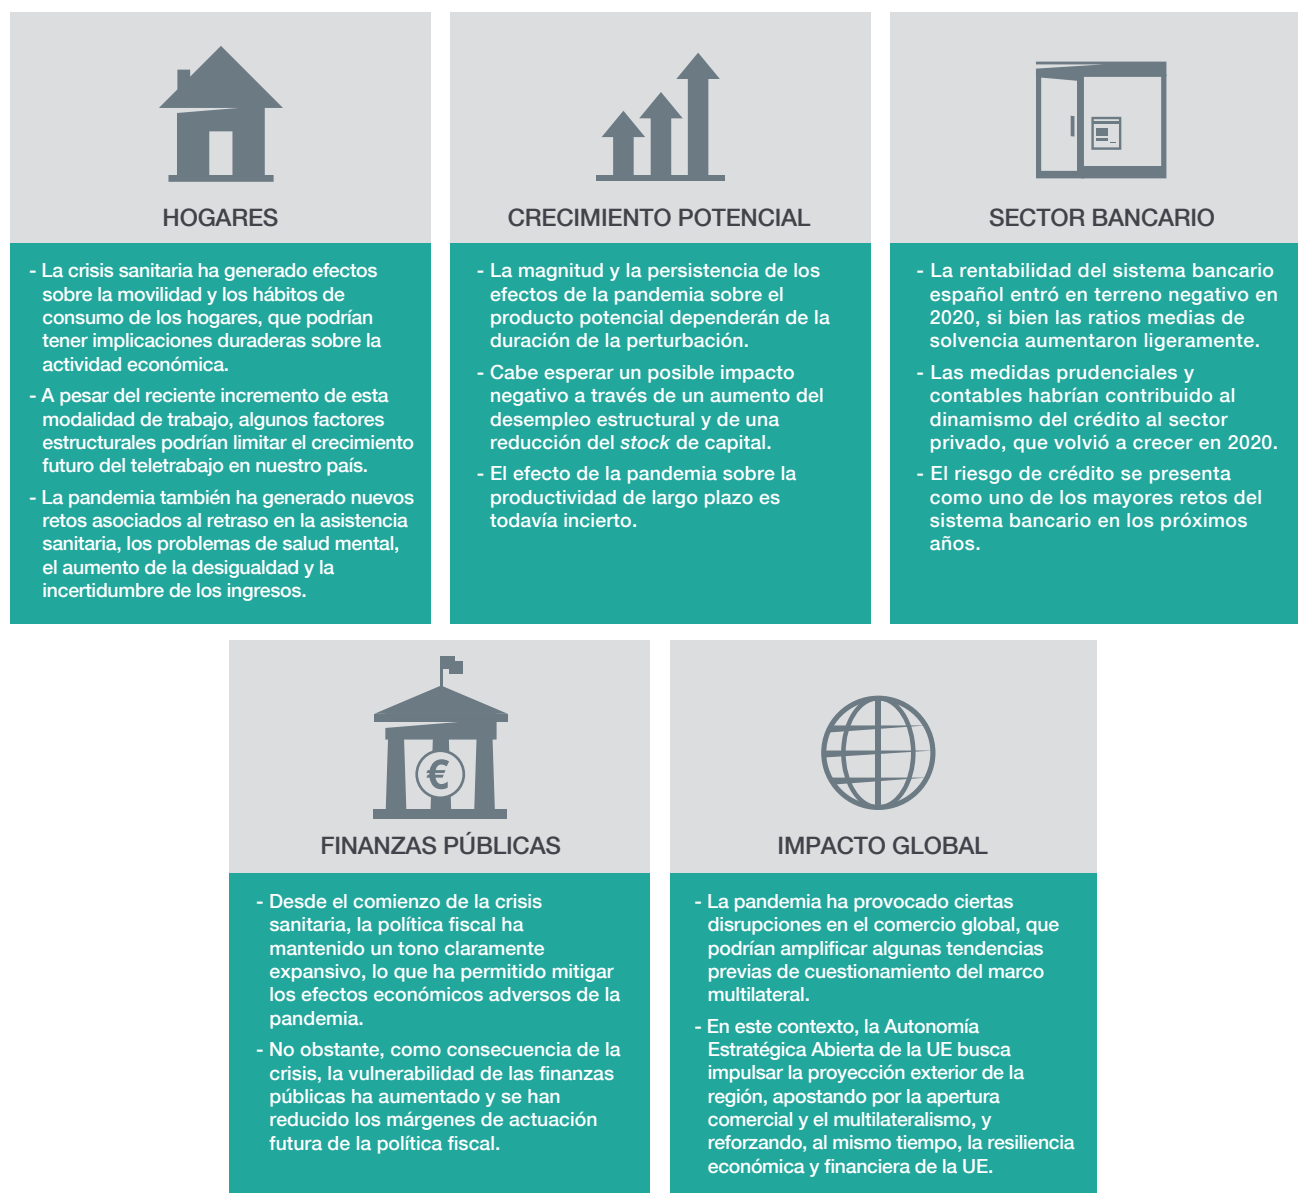 HOGARES
- La crisis sanitaria ha generado efectos
sobre la movilidad y los hábitos de
consumo de los hogares, que podrían
tener implicaciones duraderas sobre la
actividad económica.
- A pesar del reciente incremento de esta
modalidad de trabajo, algunos factores
estructurales podrían limitar el crecimiento
futuro del teletrabajo en nuestro país.
- La pandemia también ha generado nuevos
retos asociados al retraso en la asistencia
sanitaria, los problemas de salud mental,
el aumento de la desigualdad y la
incertidumbre de los ingresos.
CRECIMIENTO POTENCIAL
- La magnitud y la persistencia de los
efectos de la pandemia sobre el
producto potencial dependerán de la
duración de la perturbación.
- Cabe esperar un posible impacto
negativo a través de un aumento del
desempleo estructural y de una
reducción del stock de capital.
- El efecto de la pandemia sobre la
productividad de largo plazo es
todavía incierto.
SECTOR BANCARIO
- La rentabilidad del sistema bancario
español entró en terreno negativo en
2020, si bien las ratios medias de
solvencia aumentaron ligeramente.
- Las medidas prudenciales y
contables habrían contribuido al
dinamismo del crédito al sector
privado, que volvió a crecer en 2020.
- El riesgo de crédito se presenta
como uno de los mayores retos del
sistema bancario en los próximos
años.
€
FINANZAS PÚBLICAS
- Desde el comienzo de la crisis
sanitaria, la política fiscal ha
mantenido un tono claramente
expansivo, lo que ha permitido mitigar
los efectos económicos adversos de la
pandemia.
- No obstante, como consecuencia de la
crisis, la vulnerabilidad de las finanzas
públicas ha aumentado y se han
reducido los márgenes de actuación
futura de la política fiscal.
IMPACTO GLOBAL
- La pandemia ha provocado ciertas
disrupciones en el comercio global, que
podrían amplificar algunas tendencias
previas de cuestionamiento del marco
multilateral.
- En este contexto, la Autonomía
Estratégica Abierta de la UE busca
impulsar la proyección exterior de la
región, apostando por la apertura
comercial y el multilateralismo, y
reforzando, al mismo tiempo, la resiliencia
económica y financiera de la UE.